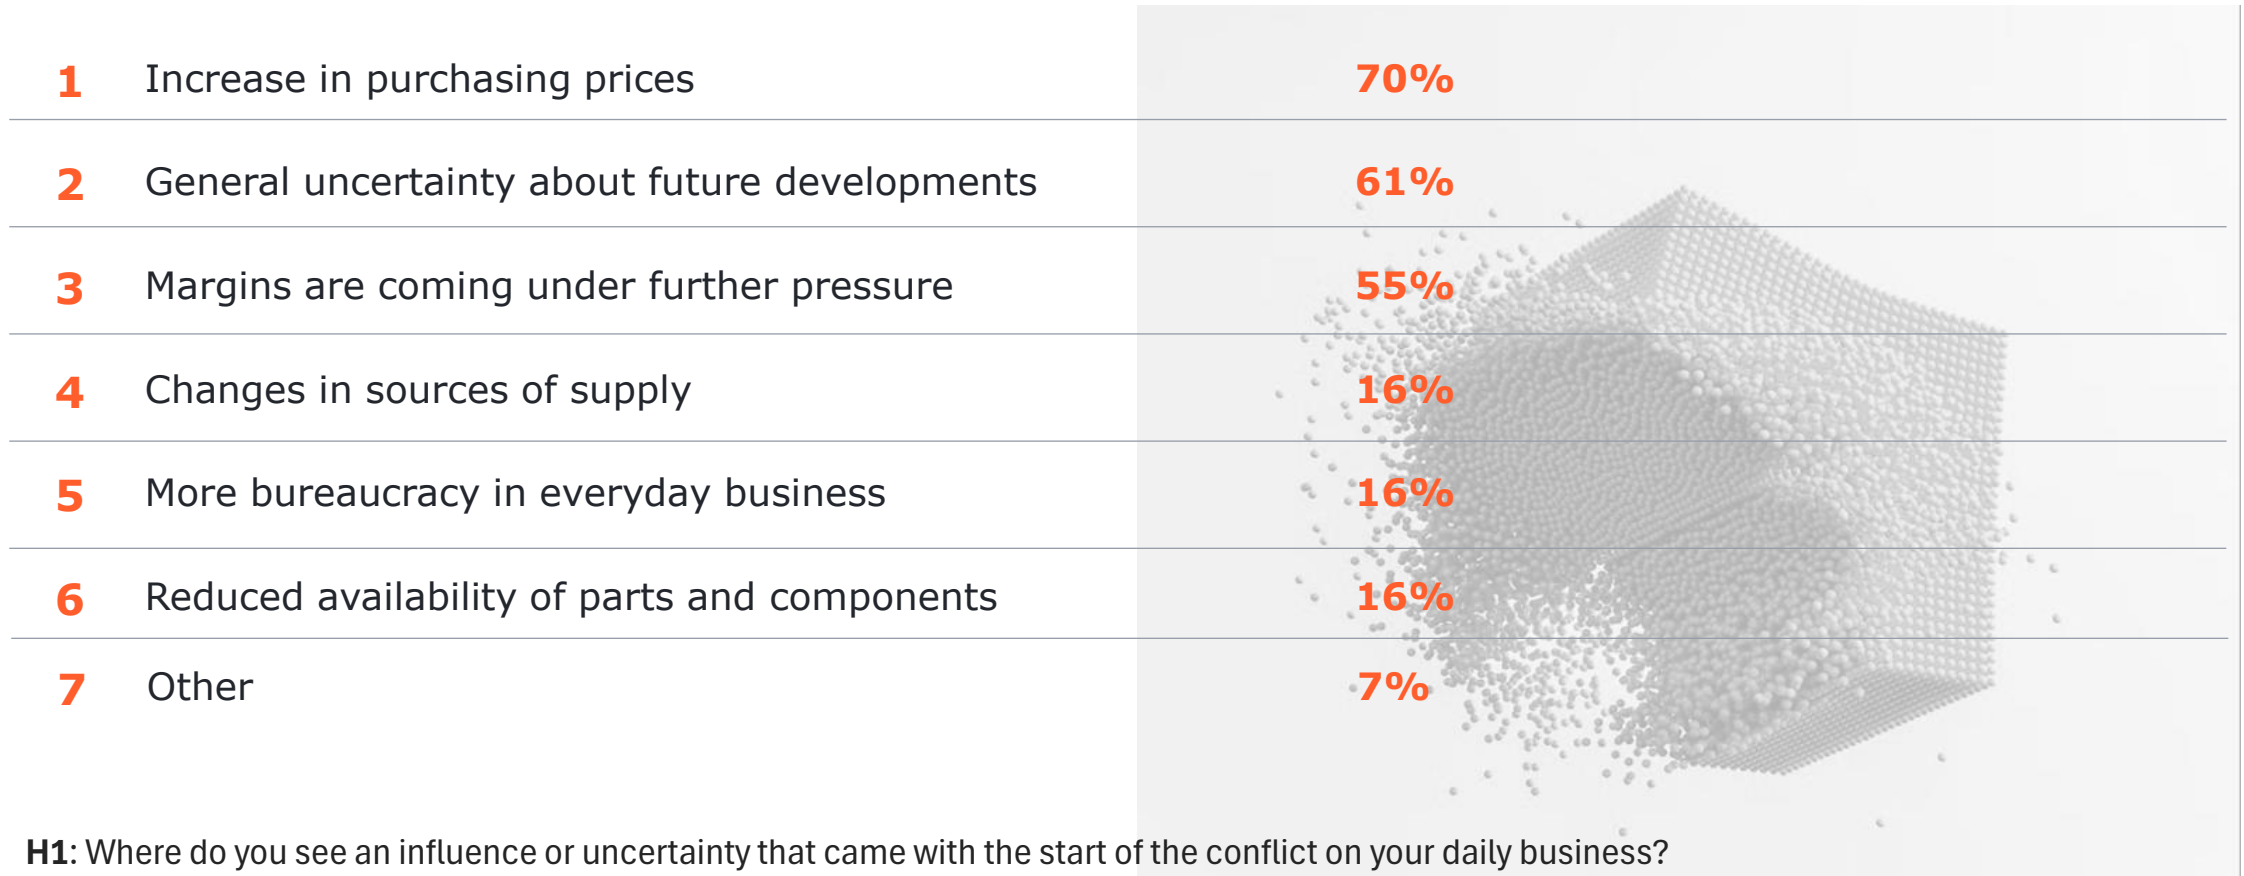 1 Increase in purchasing prices 70%
2 General uncertainty about future developments 61%
3 Margins are coming under further pressure 55%
4 Changes in sources of supply 16%
5 More bureaucracy in everyday business 16%
6 Reduced availability of parts and components 16%
7 Other 7%
H1: Where do you see an influence or uncertainty that came with the start of the conflict on your daily business?